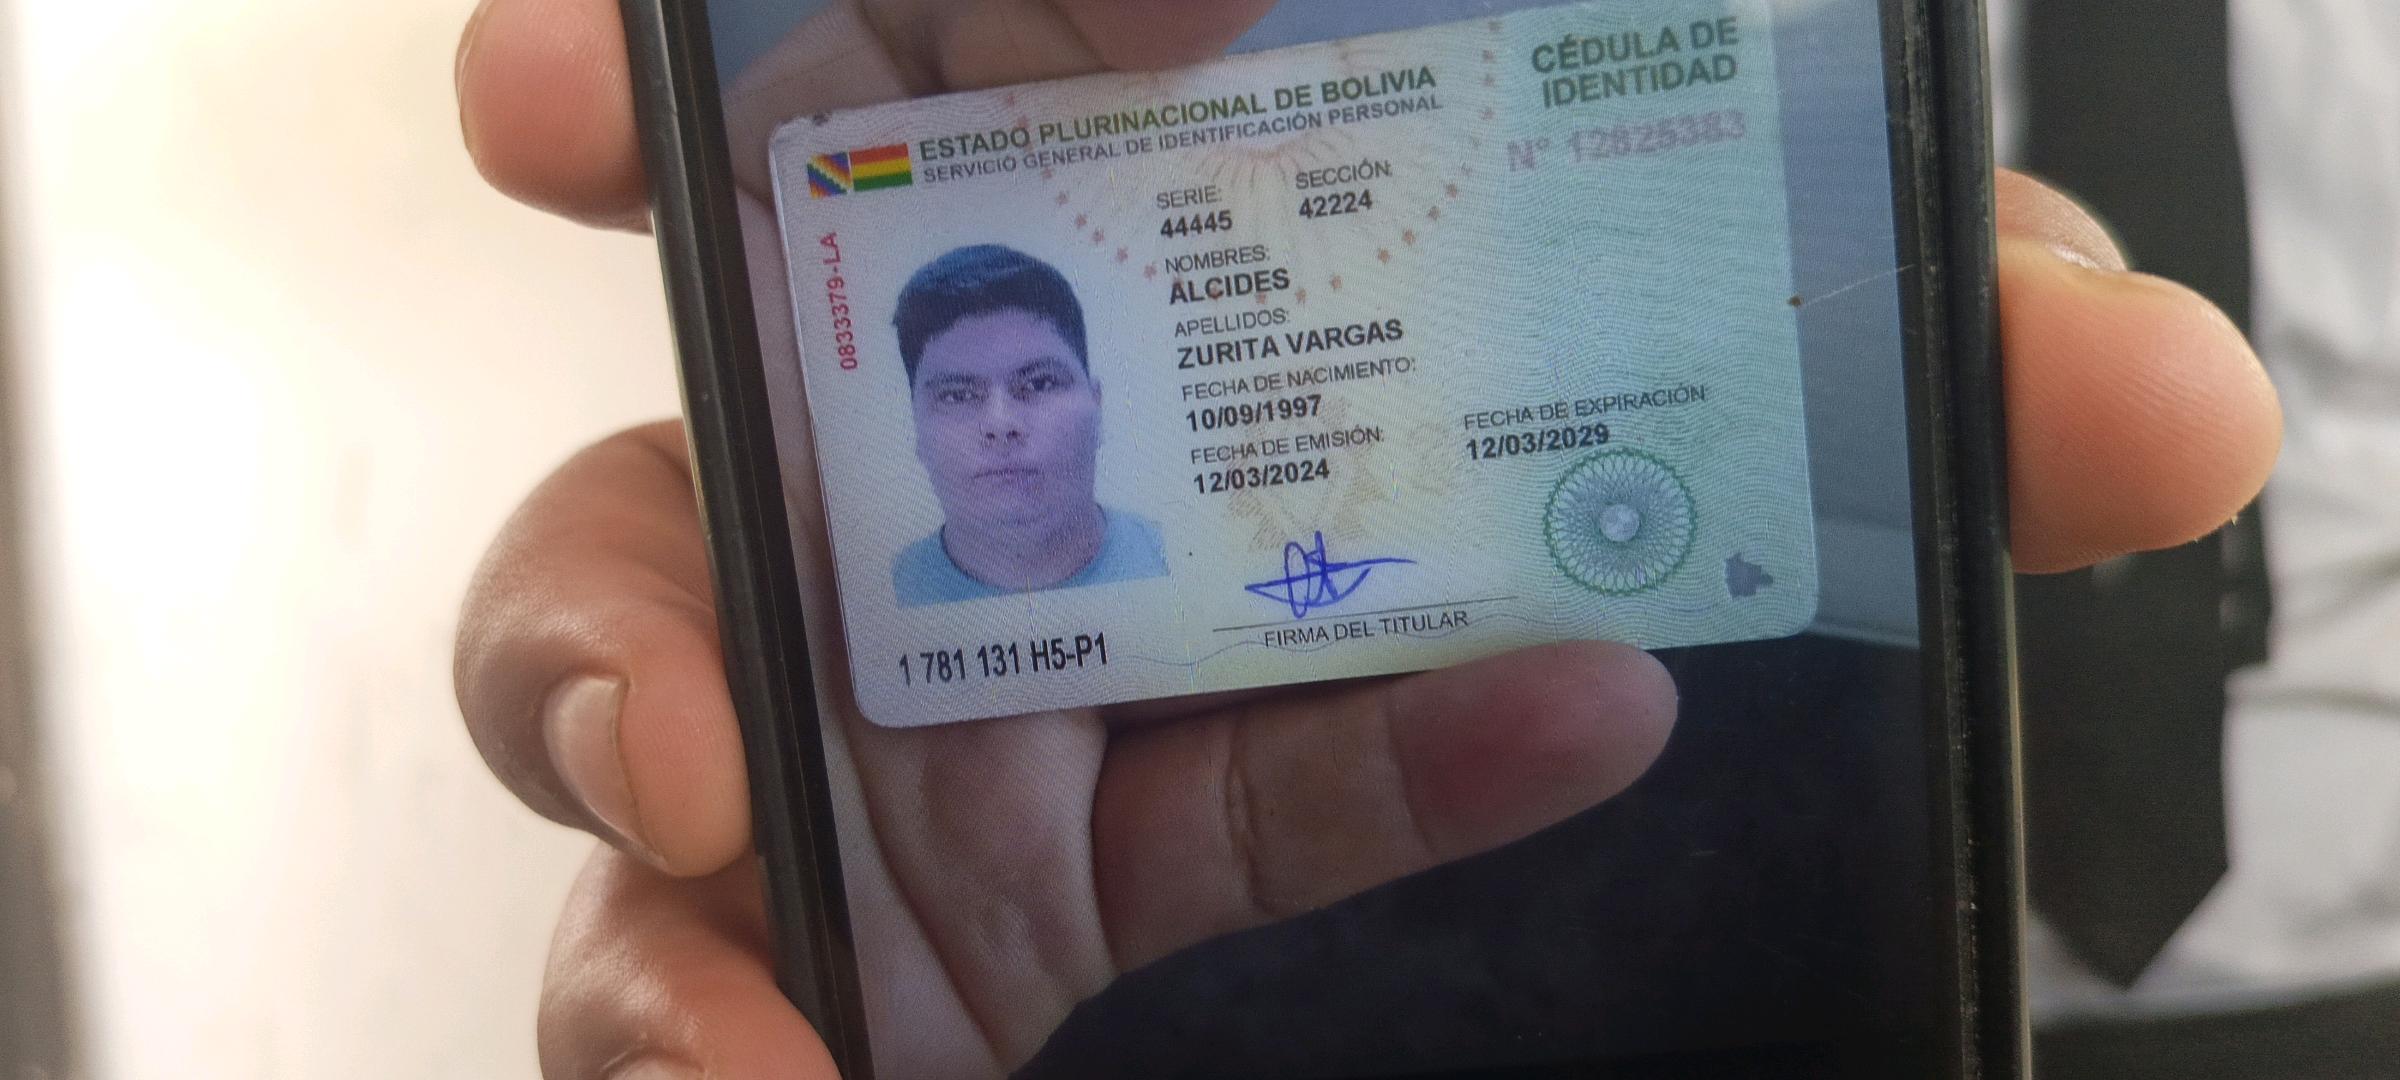 ESTADO PLURINACIONAL DE BOLIVIA
SERVICIO GENERAL DE IDENTIFICACIÓN PERSONAL
CÉDULA DE
IDENTIDAD
Nº 12825383
08333379-LA
SERIE: SECCIÓN:
44445 42224
NOMBRES:
ALCIDES
APELLIDOS:
ZURITA VARGAS
FECHA DE NACIMIENTO:
10/09/1997
FECHA DE EMISIÓN: FECHA DE EXPIRACIÓN:
12/03/2024 12/03/2029
FIRMA DEL TITULAR
1 781 131 H5-P1